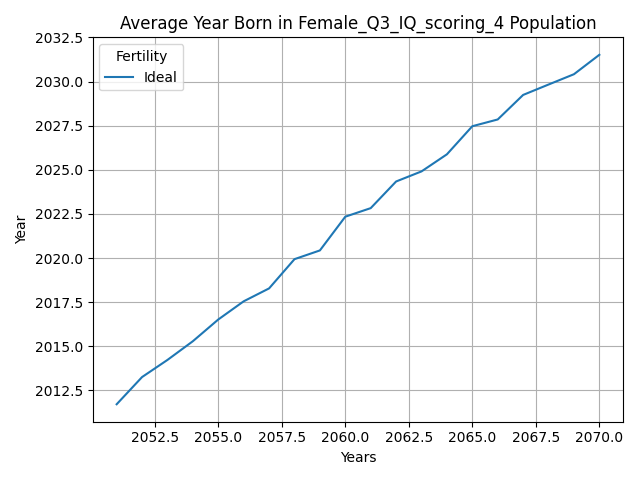 Average Year Born in Female_Q3_IQ_scoring_4 Population
2032.5
2030.0
2027.5
2025.0
2022.5
2020.0
2017.5
2015.0
2012.5
Year
Fertility
Ideal
2052.5 2055.0 2057.5 2060.0 2062.5 2065.0 2067.5 2070.0
Years